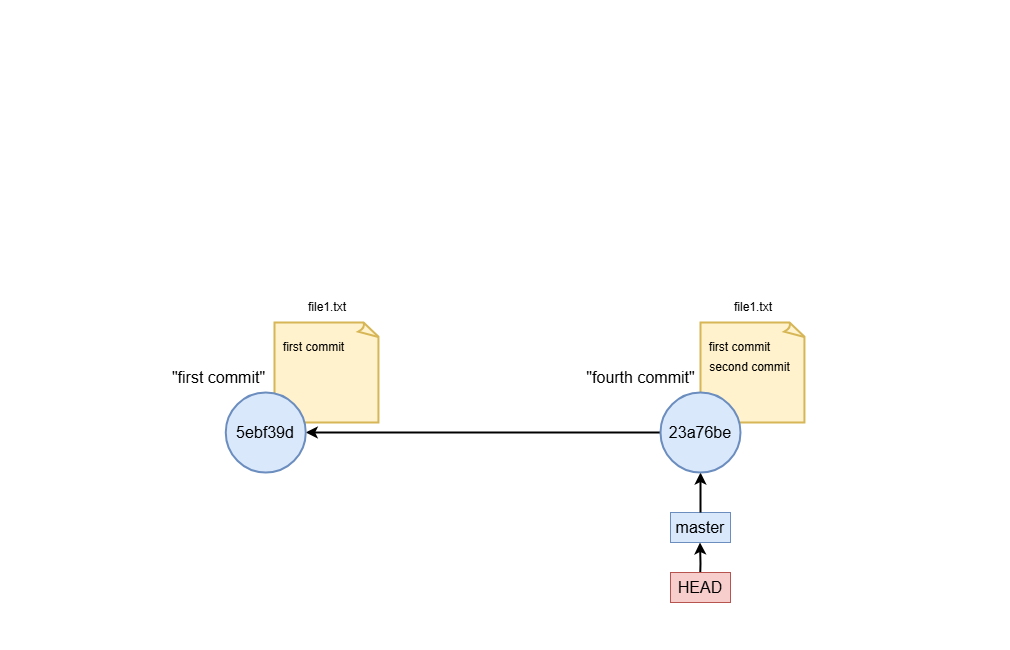 file1.txt
first commit
"first commit"
5ebf39d
file1.txt
first commit
second commit
"fourth commit"
23a76be
master
HEAD